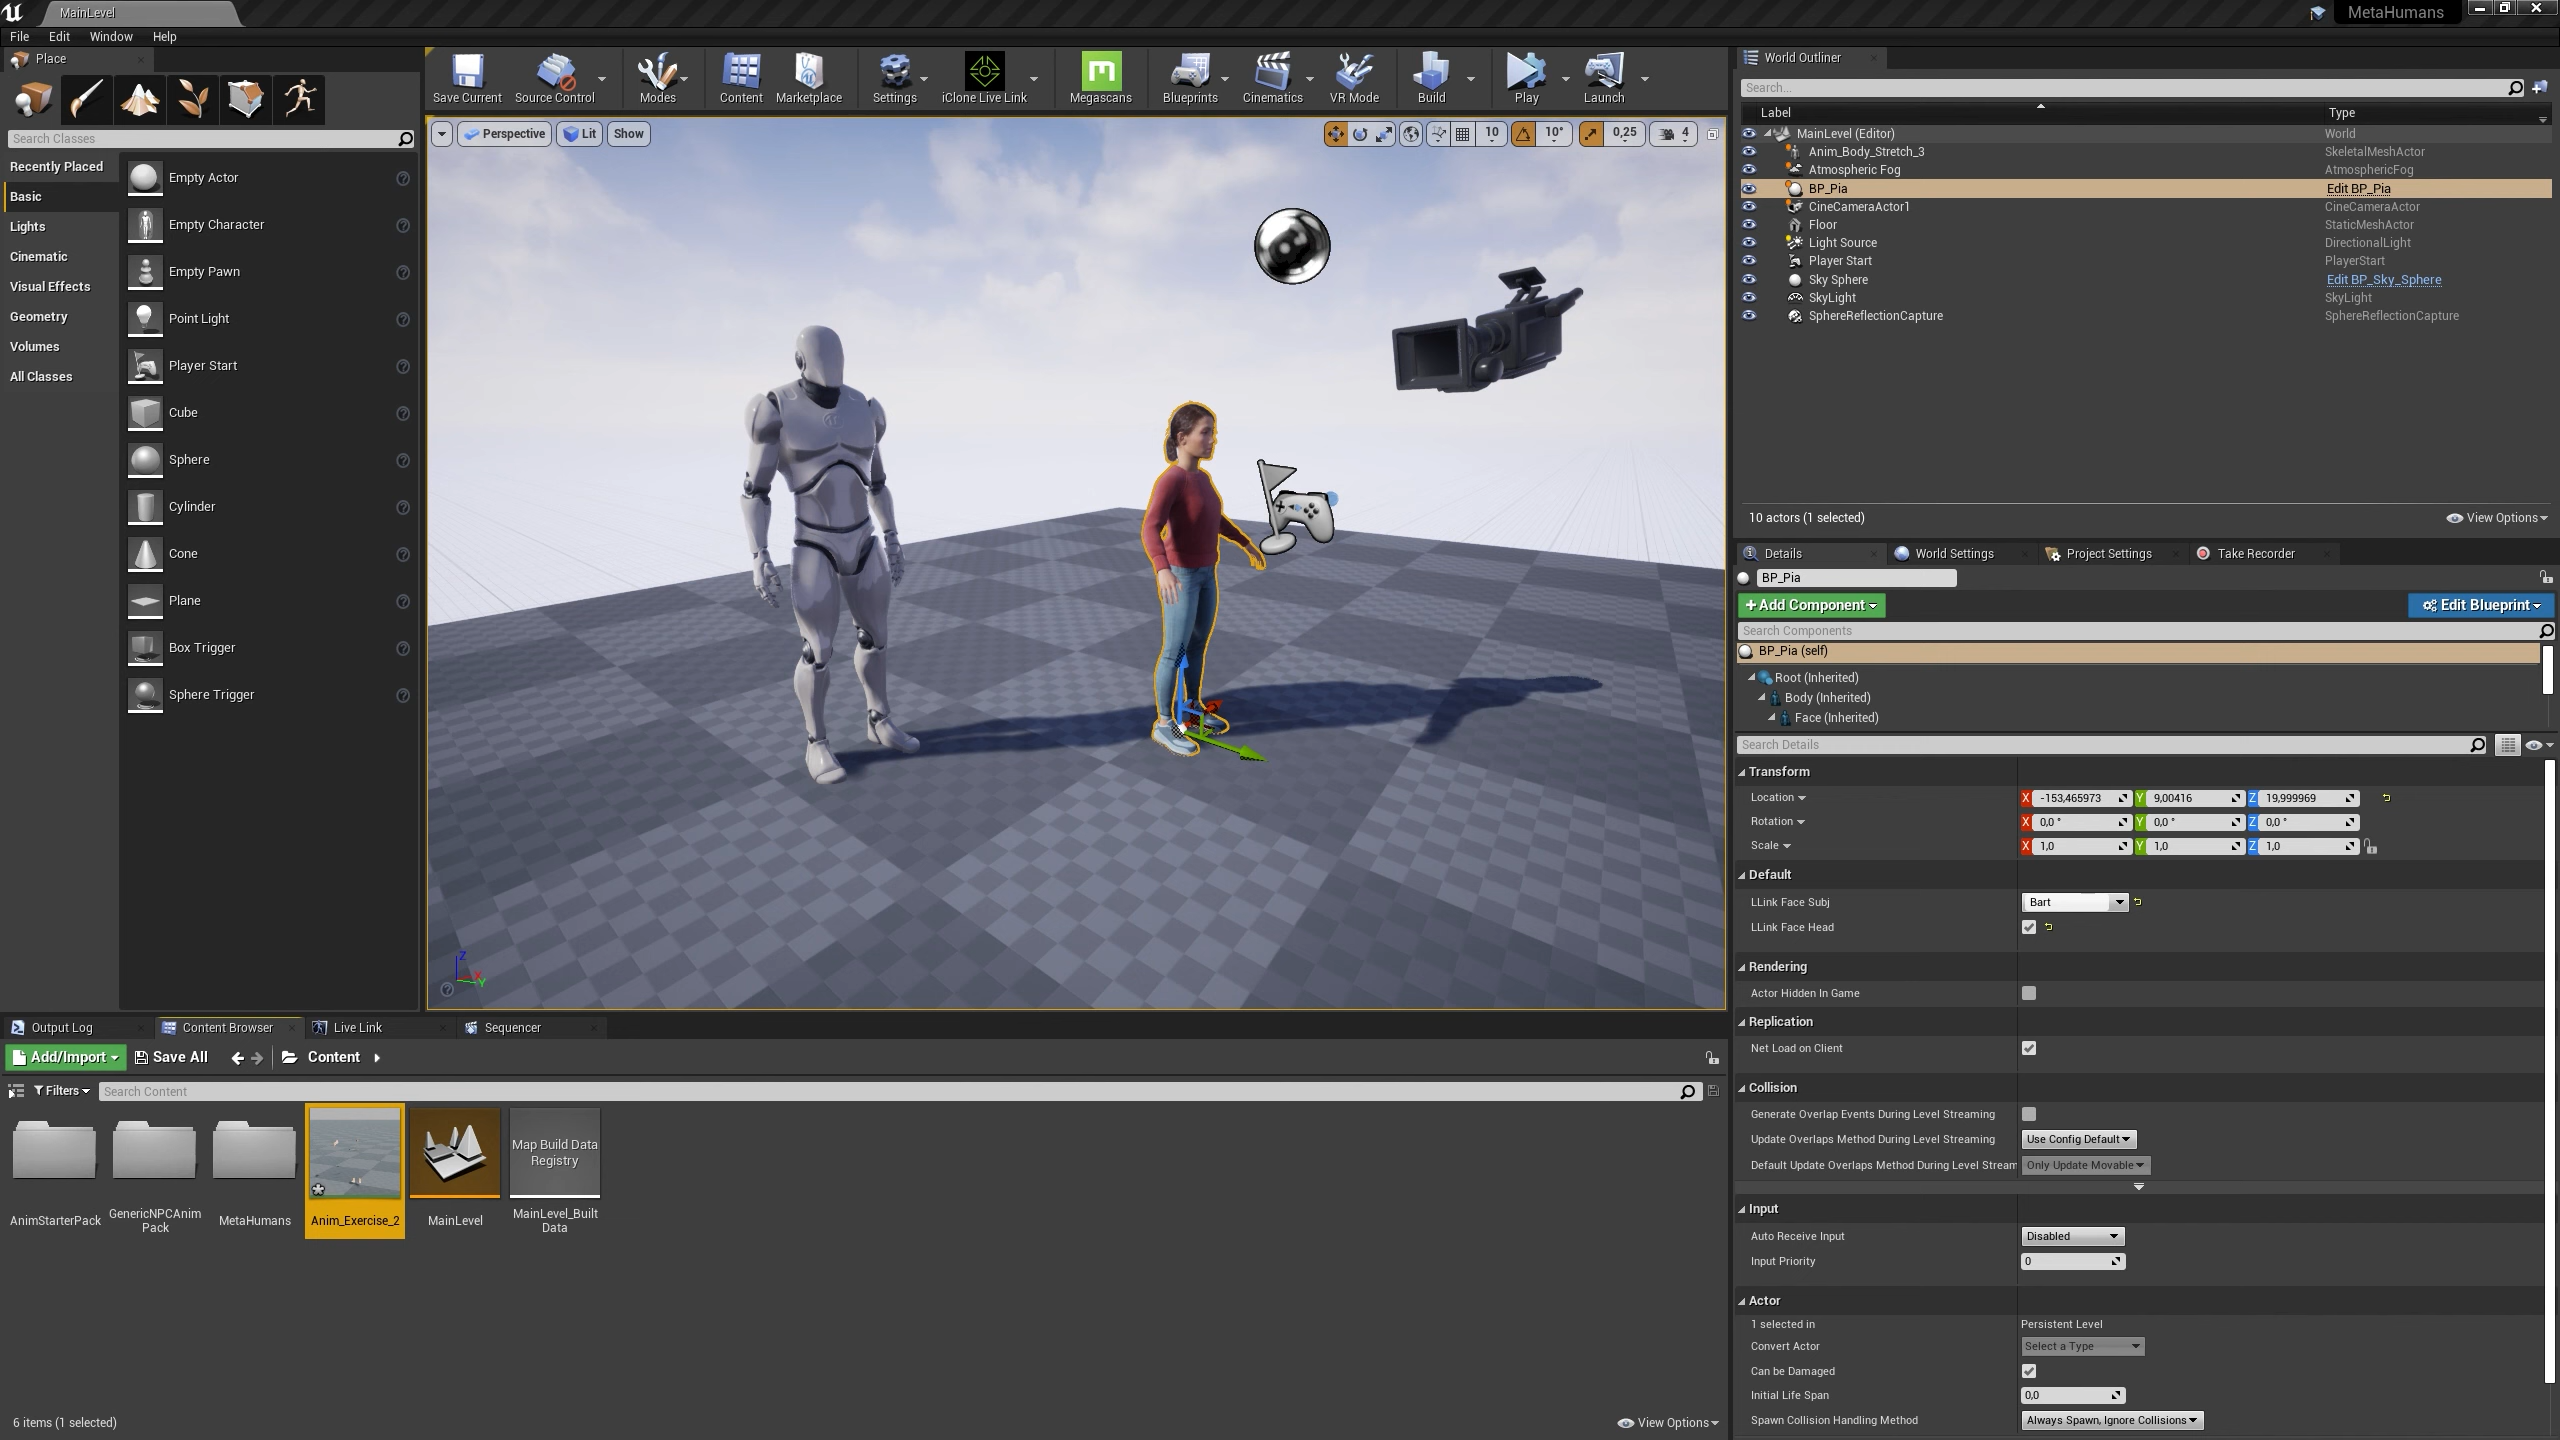 MainLevel
MetaHumans
File Edit Window Help
Place
Search Classes
Recently Placed
Basic
Lights
Cinematic
Visual Effects
Geometry
Volumes
All Classes
Empty Actor
Empty Character
Empty Pawn
Point Light
Player Start
Cube
Sphere
Cylinder
Cone
Plane
Box Trigger
Sphere Trigger
Save Current Source Control Modes Content Marketplace Settings iClone Live Link Megascans Blueprints Cinematics VR Mode Build Play Launch
Perspective Lit Show
10 10° 0,25 4
World Outliner
Search...
Label Type
MainLevel (Editor) World
Anim_Body_Stretch_3 SkeletalMeshActor
Atmospheric Fog AtmosphericFog
BP_Pia Edit BP_Pia
CineCameraActor1 CineCameraActor
Floor StaticMeshActor
Light Source DirectionalLight
Player Start PlayerStart
Sky Sphere Edit BP_Sky_Sphere
SkyLight SkyLight
SphereReflectionCapture SphereReflectionCapture
10 actors (1 selected) View Options
Details World Settings Project Settings Take Recorder
BP_Pia
+ Add Component Edit Blueprint
Search Components
BP_Pia (self)
Root (Inherited)
Body (Inherited)
Face (Inherited)
Search Details
Transform
Location X -153,465973 Y 9,00416 Z 19,999969
Rotation X 0,0 ° Y 0,0 ° Z 0,0 °
Scale X 1,0 Y 1,0 Z 1,0
Default
LLink Face Subj Bart
LLink Face Head
Rendering
Actor Hidden In Game
Replication
Net Load on Client
Collision
Generate Overlap Events During Level Streaming
Update Overlaps Method During Level Streaming Use Config Default
Default Update Overlaps Method During Level Stream Only Update Movable
Input
Auto Receive Input Disabled
Input Priority 0
Actor
1 selected in Persistent Level
Convert Actor Select a Type
Can be Damaged
Initial Life Span 0,0
Spawn Collision Handling Method Always Spawn, Ignore Collisions
Z
X
Y
Output Log Content Browser Live Link Sequencer
Add/Import Save All Content
Filters Search Content
Map Build Data
Registry
AnimStarterPack
GenericNPCAnim
Pack
MetaHumans
Anim_Exercise_2
MainLevel
MainLevel_Built
Data
6 items (1 selected) View Options